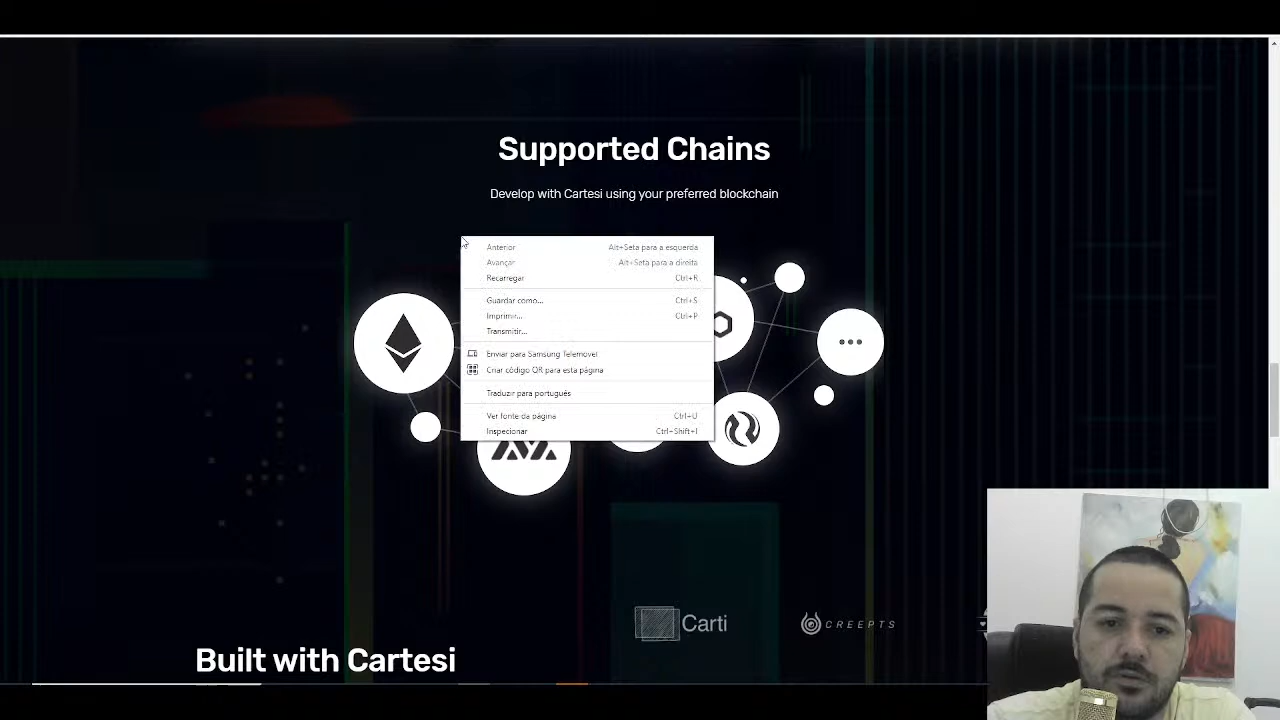 Supported Chains
Develop with Cartesi using your preferred blockchain
Anterior Alt+Seta para a esquerda
Avançar Alt+Seta para a direita
Recarregar Ctrl+R
Guardar como... Ctrl+S
Imprimir... Ctrl+P
Transmitir...
Enviar para Samsung Telemovel
Criar código QR para esta página
Traduzir para português
Ver fonte da página Ctrl+U
Inspecionar Ctrl+Shift+I
Carti
CREEPTS
Built with Cartesi